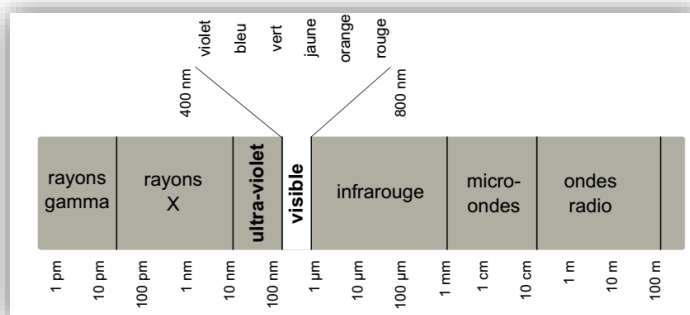 violet
bleu
vert
jaune
orange
rouge
400 nm
800 nm
rayons
gamma
rayons
X
ultra-violet
visible
infrarouge
micro-
ondes
ondes
radio
1 pm
10 pm
100 pm
1 nm
10 nm
100 nm
1 µm
10 µm
100 µm
1 mm
1 cm
10 cm
1 m
10 m
100 m